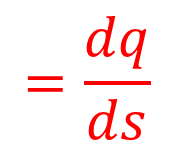 = dq/ds